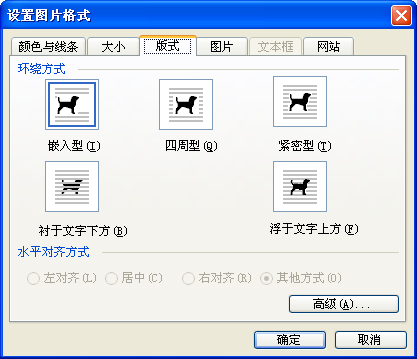 设置图片格式
颜色与线条 大小 版式 图片 文本框 网站
环绕方式
嵌入型(I) 四周型(Q) 紧密型(T)
衬于文字下方(R) 浮于文字上方(F)
水平对齐方式
左对齐(L) 居中(C) 右对齐(R) 其他方式(O)
高级(A)...
确定 取消